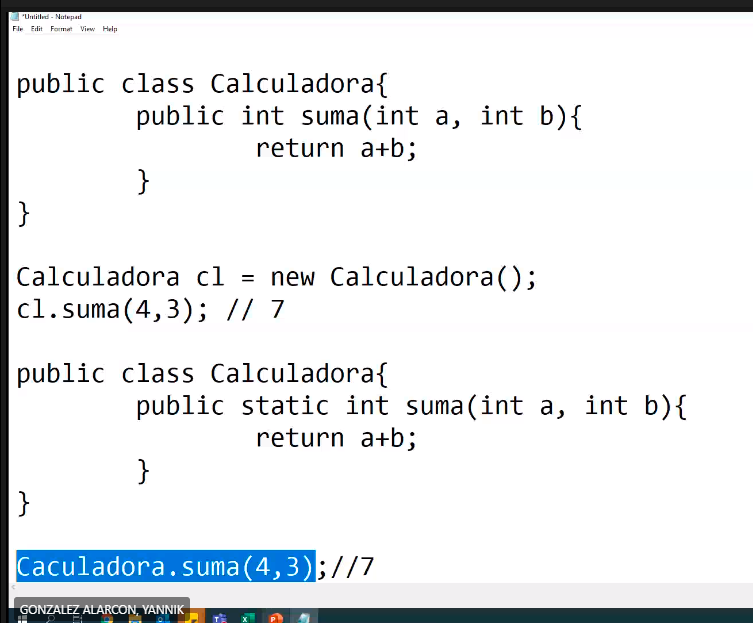 *Untitled - Notepad
File Edit Format View Help
public class Calculadora{
public int suma(int a, int b){
return a+b;
}
}
Calculadora cl = new Calculadora();
cl.suma(4,3); // 7
public class Calculadora{
public static int suma(int a, int b){
return a+b;
}
}
Caculadora.suma(4,3);//7
GONZALEZ ALARCON, YANNIK